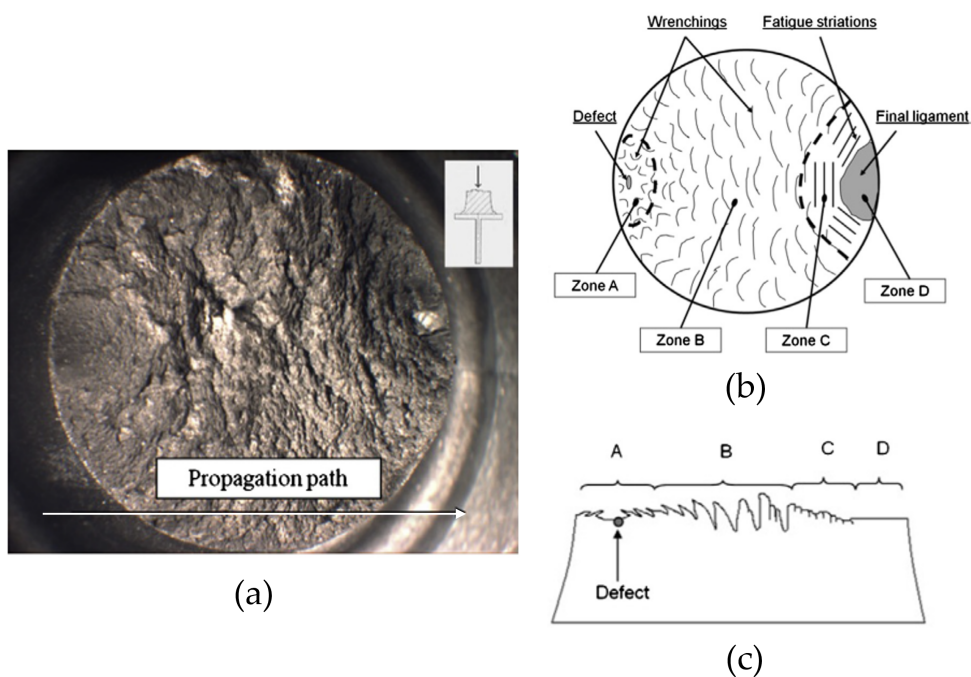 Propagation path
(a)
Wrenchings
Fatigue striations
Defect
Final ligament
Zone A
Zone B
Zone C
Zone D
(b)
A
B
C
D
Defect
(c)